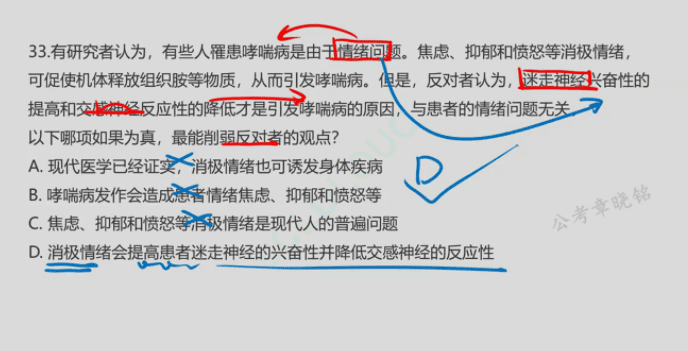 33.有研究者认为，有些人罹患哮喘病是由于情绪问题。焦虑、抑郁和愤怒等消极情绪，
可促使机体释放组织胺等物质，从而引发哮喘病。但是，反对者认为，迷走神经兴奋性的
提高和交感神经反应性的降低才是引发哮喘病的原因，与患者的情绪问题无关。
以下哪项如果为真，最能削弱反对者的观点？
A. 现代医学已经证实，消极情绪也可诱发身体疾病
B. 哮喘病发作会造成患者情绪焦虑、抑郁和愤怒等
D
C. 焦虑、抑郁和愤怒等消极情绪是现代人的普遍问题
公考章晓铭
D. 消极情绪会提高患者迷走神经的兴奋性并降低交感神经的反应性